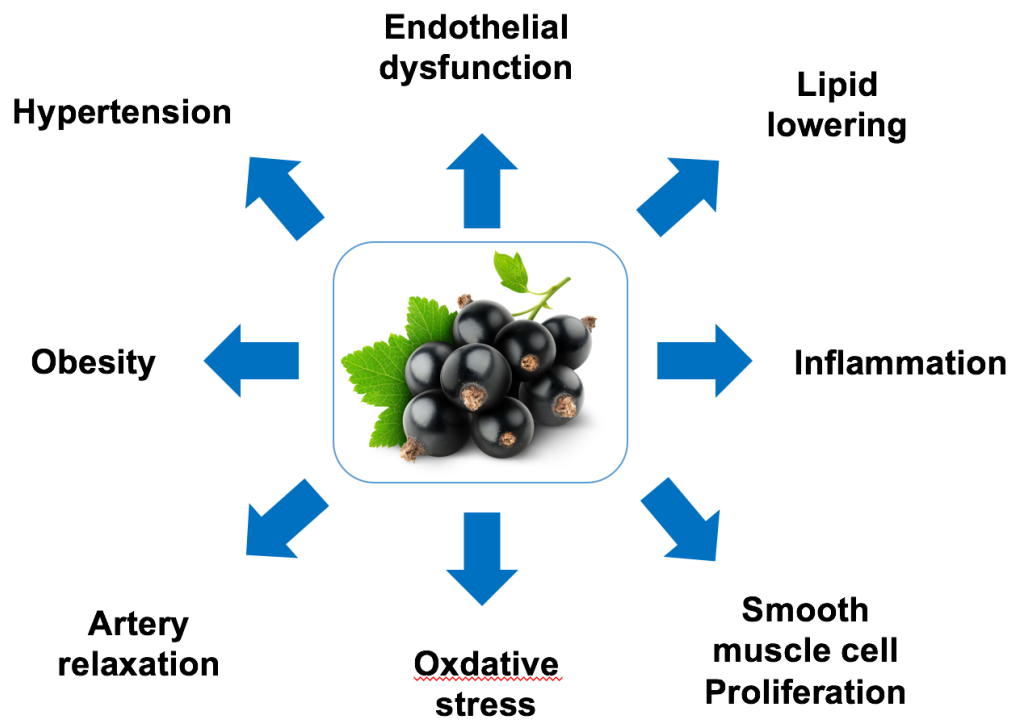 Endothelial
dysfunction
Hypertension
Lipid
lowering
Obesity
Inflammation
Artery
relaxation
Oxdative
stress
Smooth
muscle cell
Proliferation